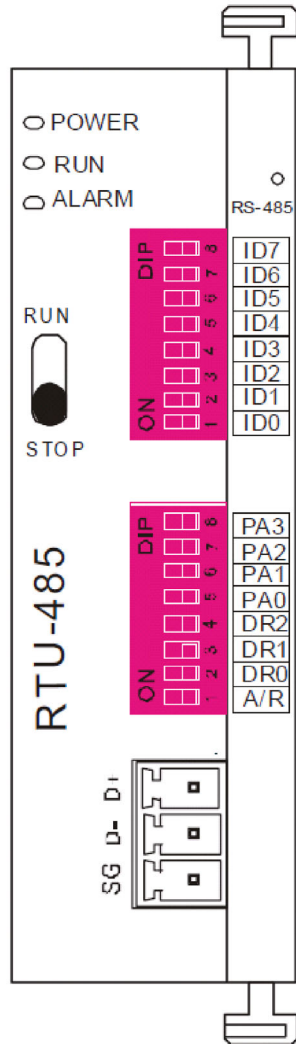 POWER
RUN
ALARM
RS-485
RUN
STOP
DIP
ON
8 ID7
7 ID6
6 ID5
5 ID4
4 ID3
3 ID2
2 ID1
1 ID0
RTU-485
DIP
ON
8 PA3
7 PA2
6 PA1
5 PA0
4 DR2
3 DR1
2 DR0
1 A/R
D+
D-
SG